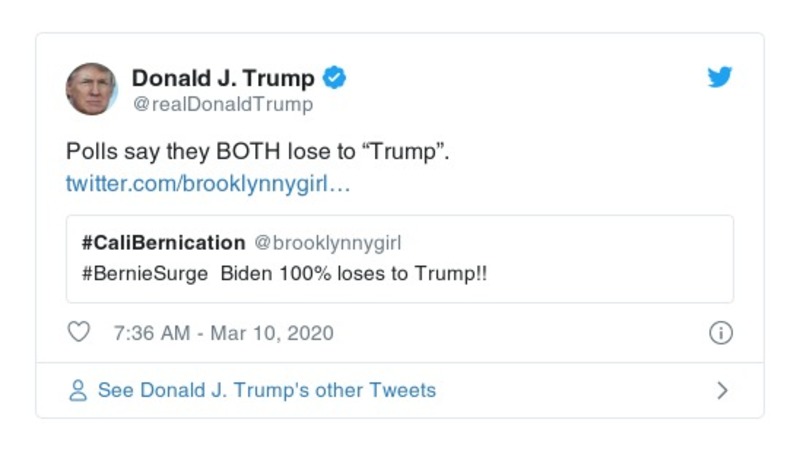 Donald J. Trump
@realDonaldTrump
Polls say they BOTH lose to “Trump”.
twitter.com/brooklynnygirl…
#CaliBernication @brooklynnygirl
#BernieSurge Biden 100% loses to Trump!!
7:36 AM - Mar 10, 2020
See Donald J. Trump's other Tweets